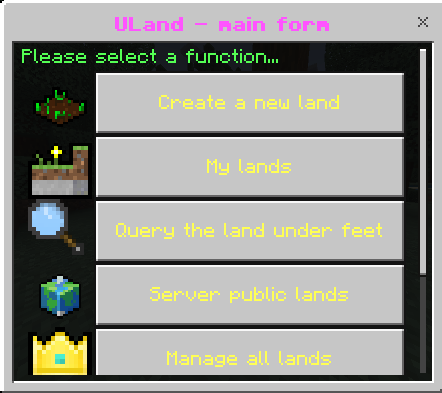 ULand - main form
Please select a function...
Create a new land
My lands
Query the land under feet
Server public lands
Manage all lands